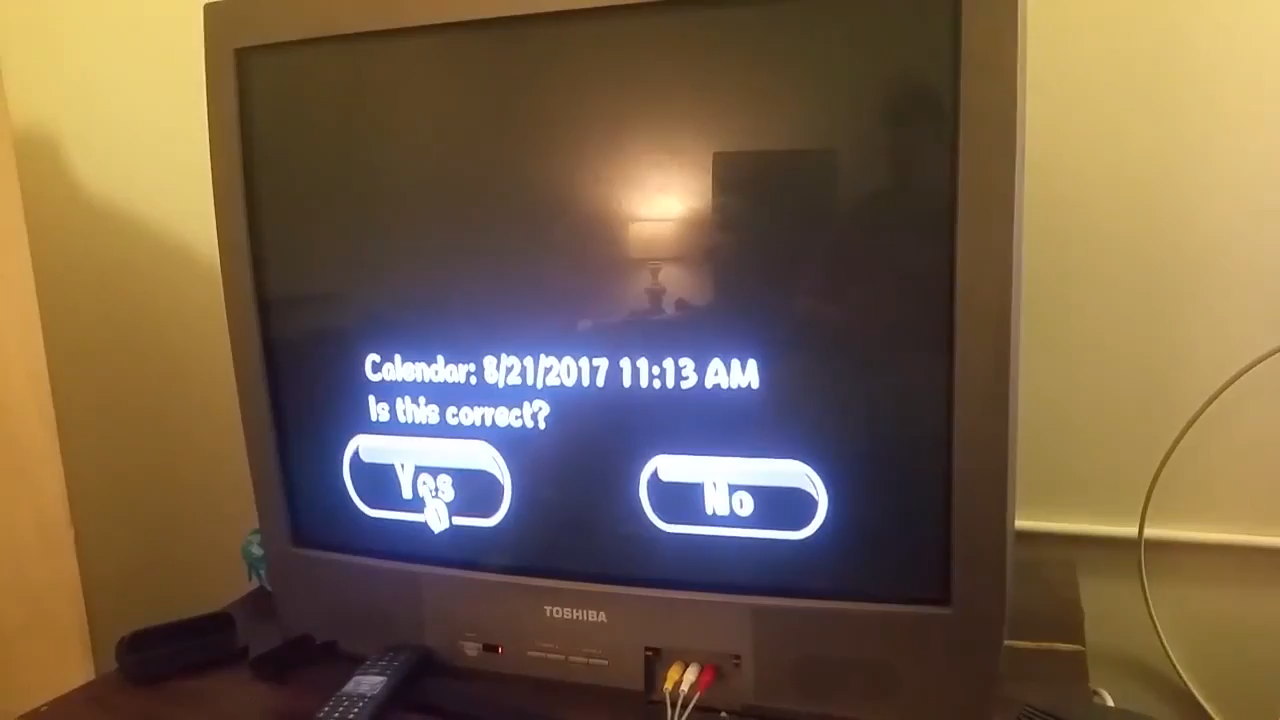 Calendar: 8/21/2017 11:13 AM
Is this correct?
Yes
No
TOSHIBA